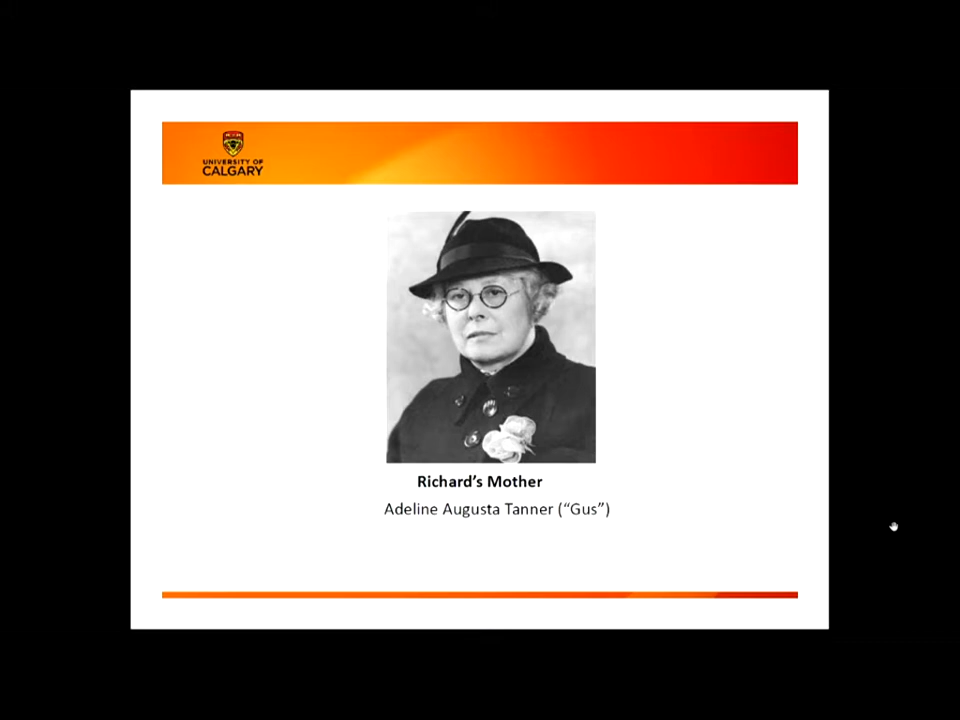 UNIVERSITY OF
CALGARY
Richard’s Mother
Adeline Augusta Tanner (“Gus”)